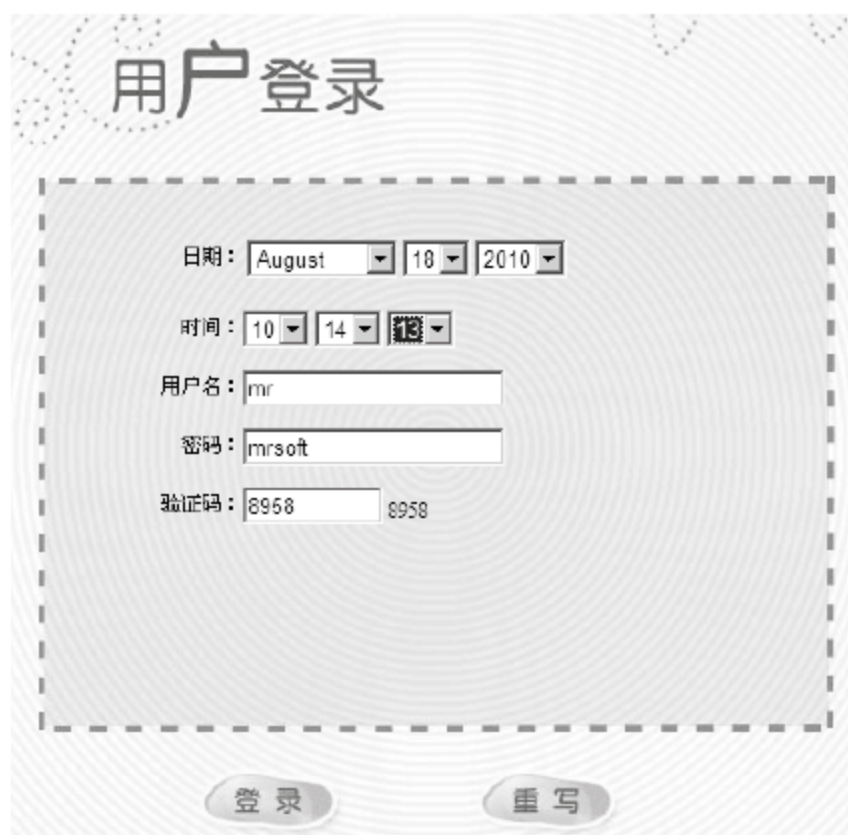 用户登录
日期： August 18 2010
时间： 10 14 13
用户名： mr
密码： mrsoft
验证码： 8958 8958
登录 重写